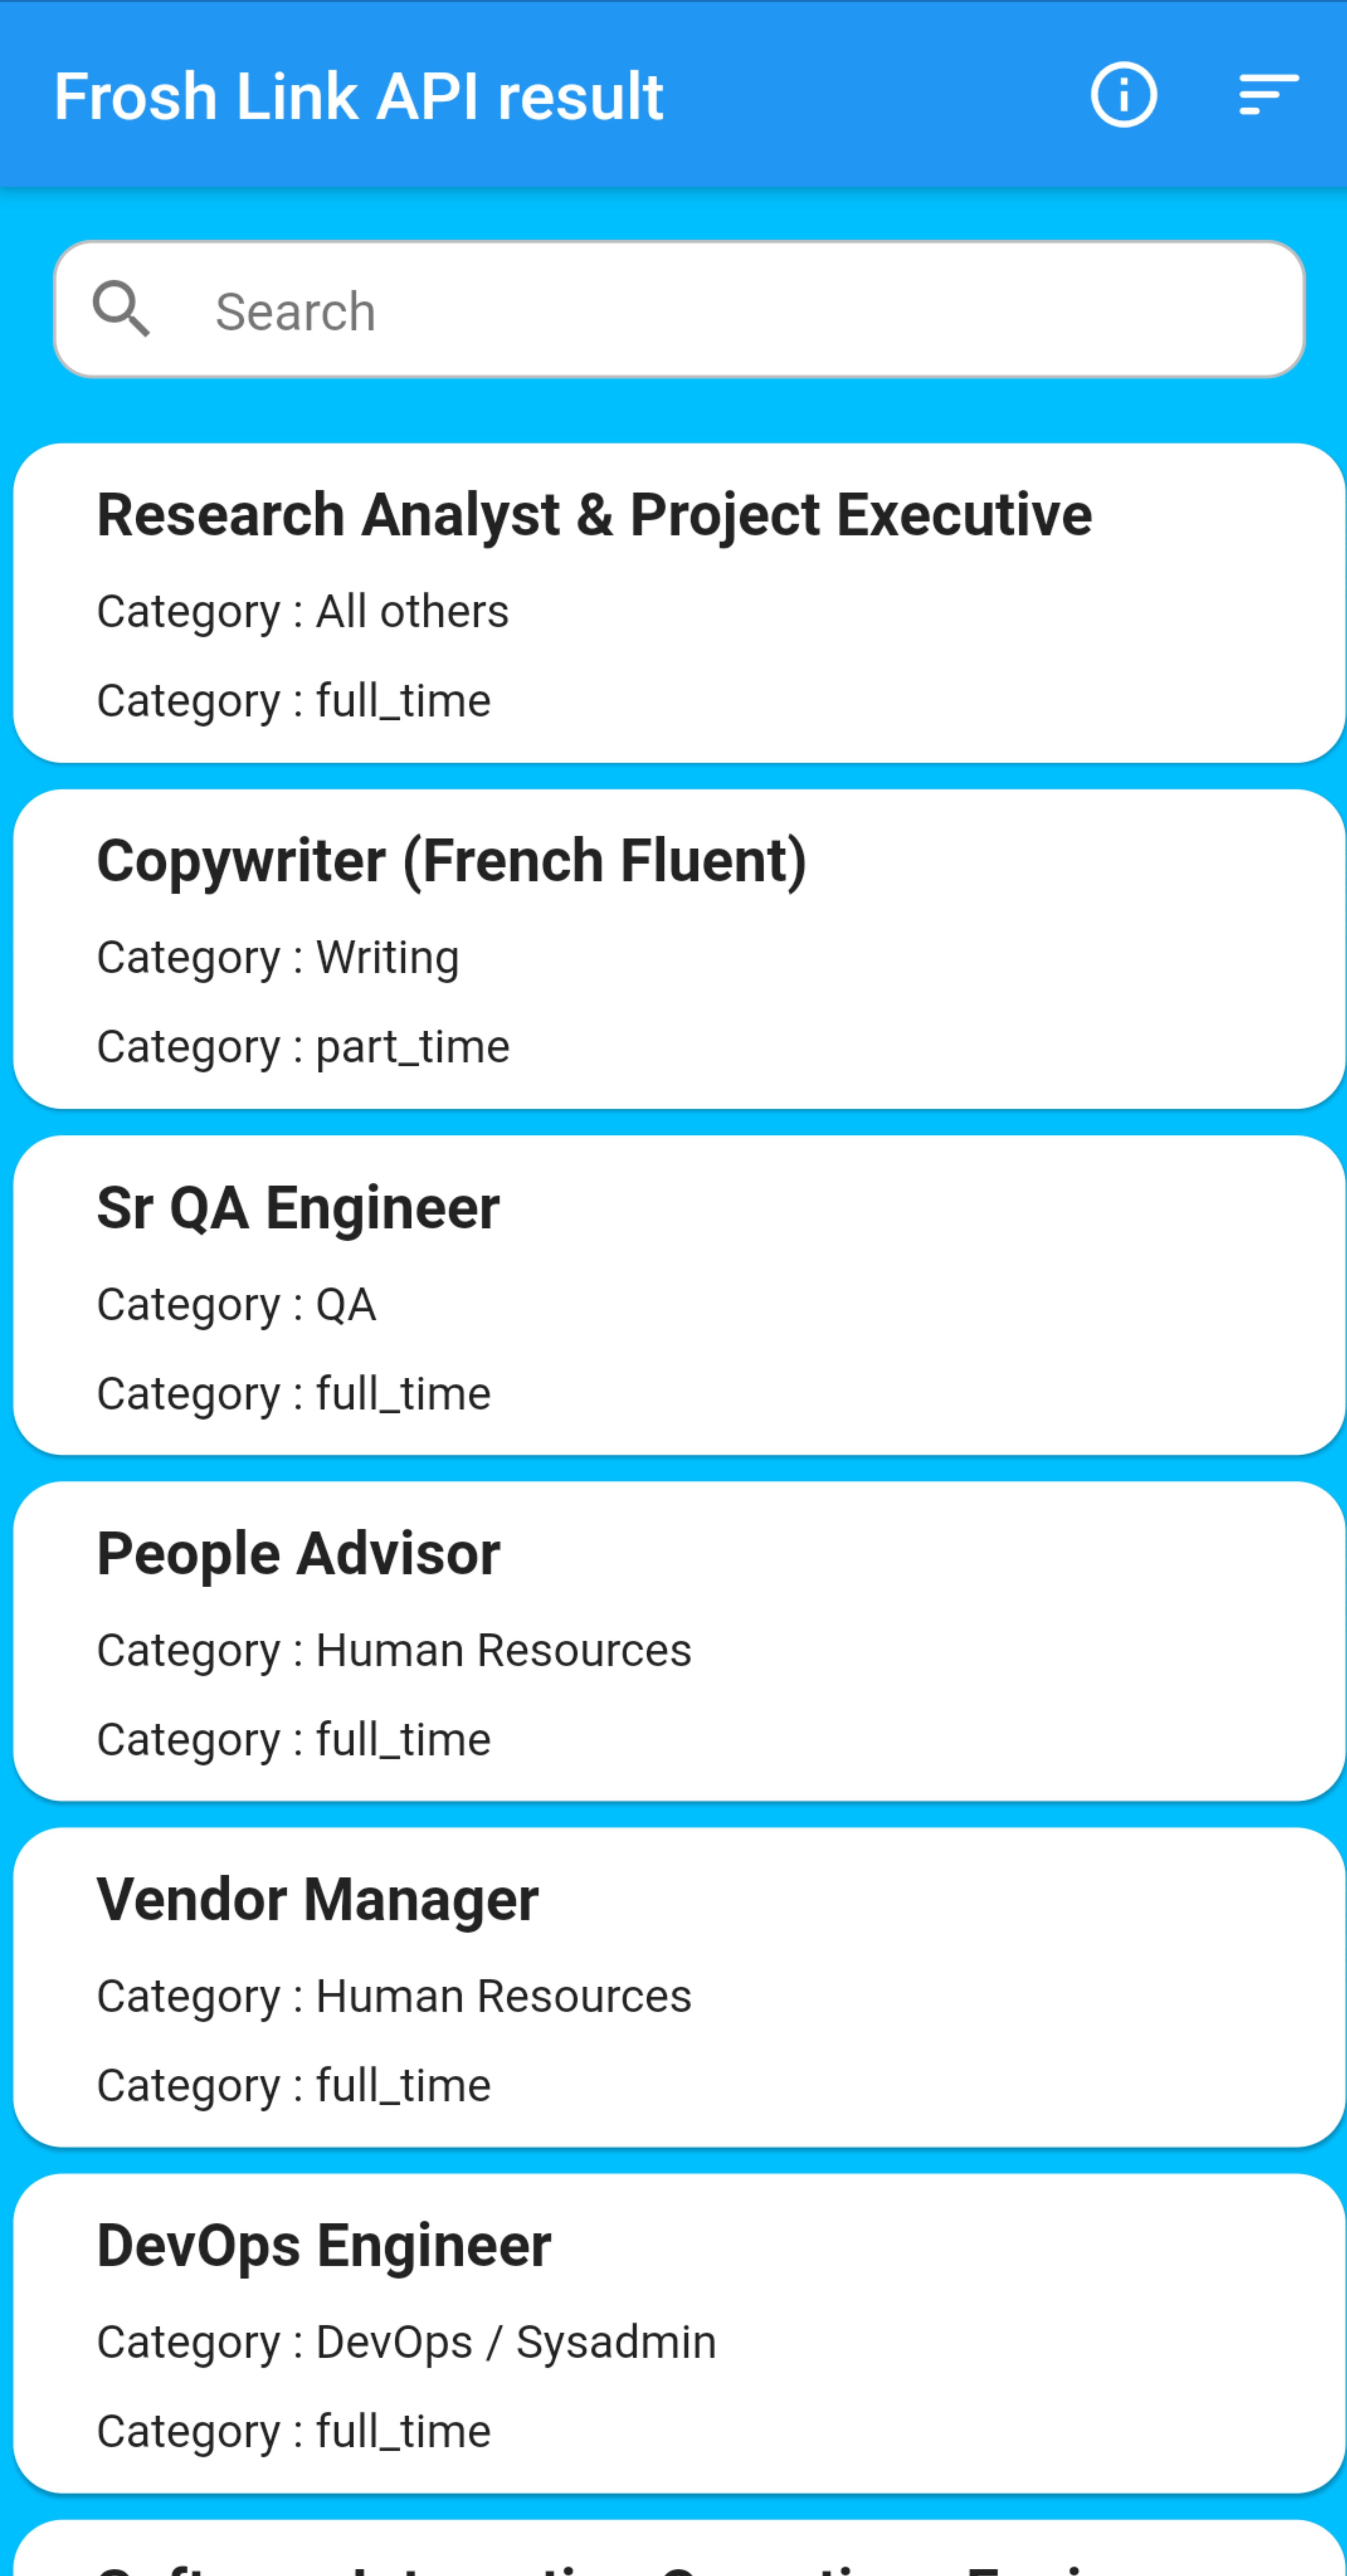 Frosh Link API result
Search
Research Analyst & Project Executive
Category : All others
Category : full_time
Copywriter (French Fluent)
Category : Writing
Category : part_time
Sr QA Engineer
Category : QA
Category : full_time
People Advisor
Category : Human Resources
Category : full_time
Vendor Manager
Category : Human Resources
Category : full_time
DevOps Engineer
Category : DevOps / Sysadmin
Category : full_time